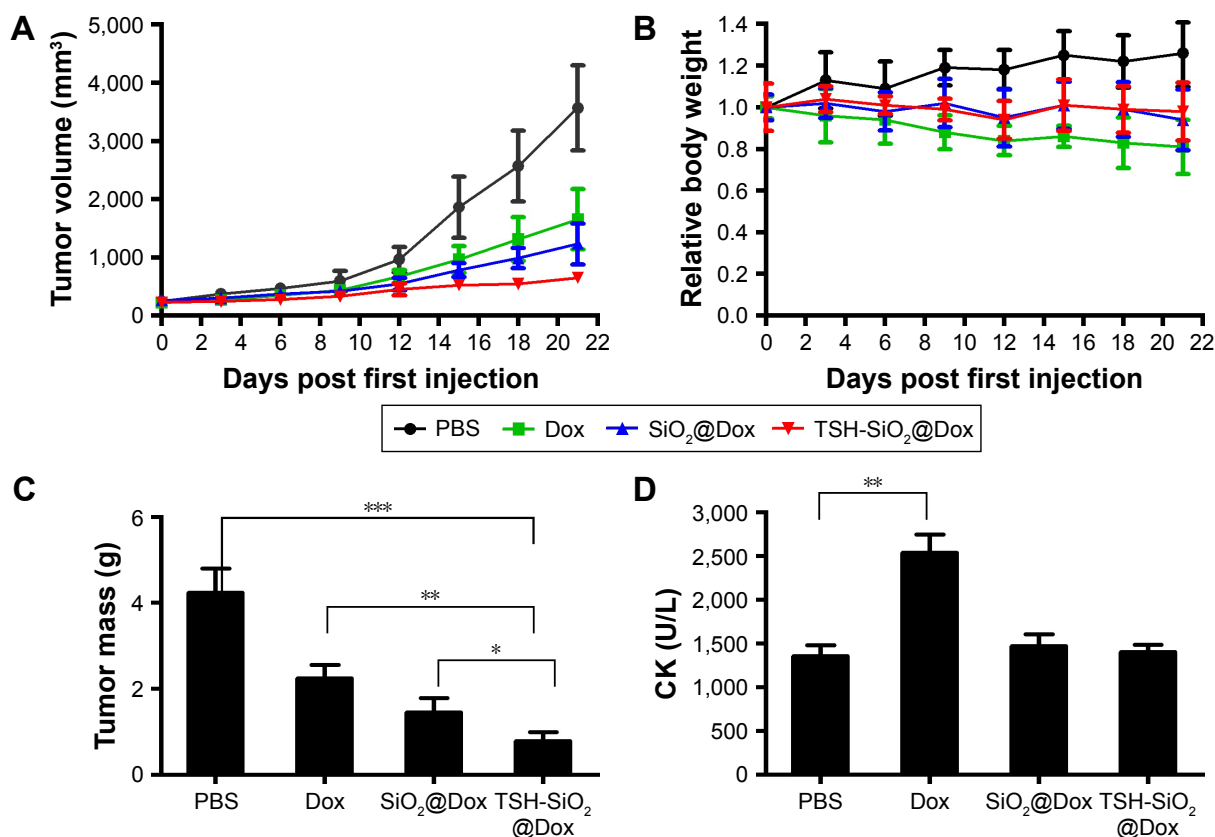 A
Tumor volume (mm³)
5,000
4,000
3,000
2,000
1,000
0
0 2 4 6 8 10 12 14 16 18 20 22
Days post first injection
B
Relative body weight
1.4
1.2
1.0
0.8
0.6
0.4
0.2
0.0
0 2 4 6 8 10 12 14 16 18 20 22
Days post first injection
PBS Dox SiO₂@Dox TSH-SiO₂@Dox
C
Tumor mass (g)
6
4
2
0
***
**
*
PBS Dox SiO₂@Dox TSH-SiO₂
@Dox
D
CK (U/L)
3,000
2,500
2,000
1,500
1,000
500
0
**
PBS Dox SiO₂@Dox TSH-SiO₂
@Dox